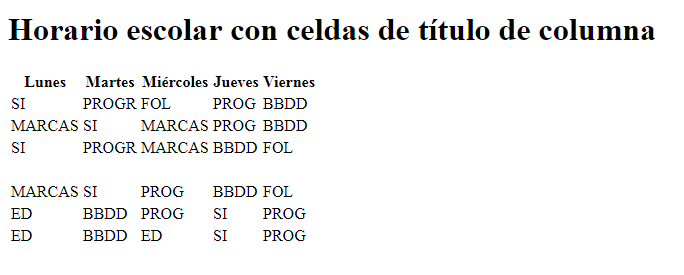 Horario escolar con celdas de título de columna
Lunes Martes Miércoles Jueves Viernes
SI PROGR FOL PROG BBDD
MARCAS SI MARCAS PROG BBDD
SI PROGR MARCAS BBDD FOL
MARCAS SI PROG BBDD FOL
ED BBDD PROG SI PROG
ED BBDD ED SI PROG